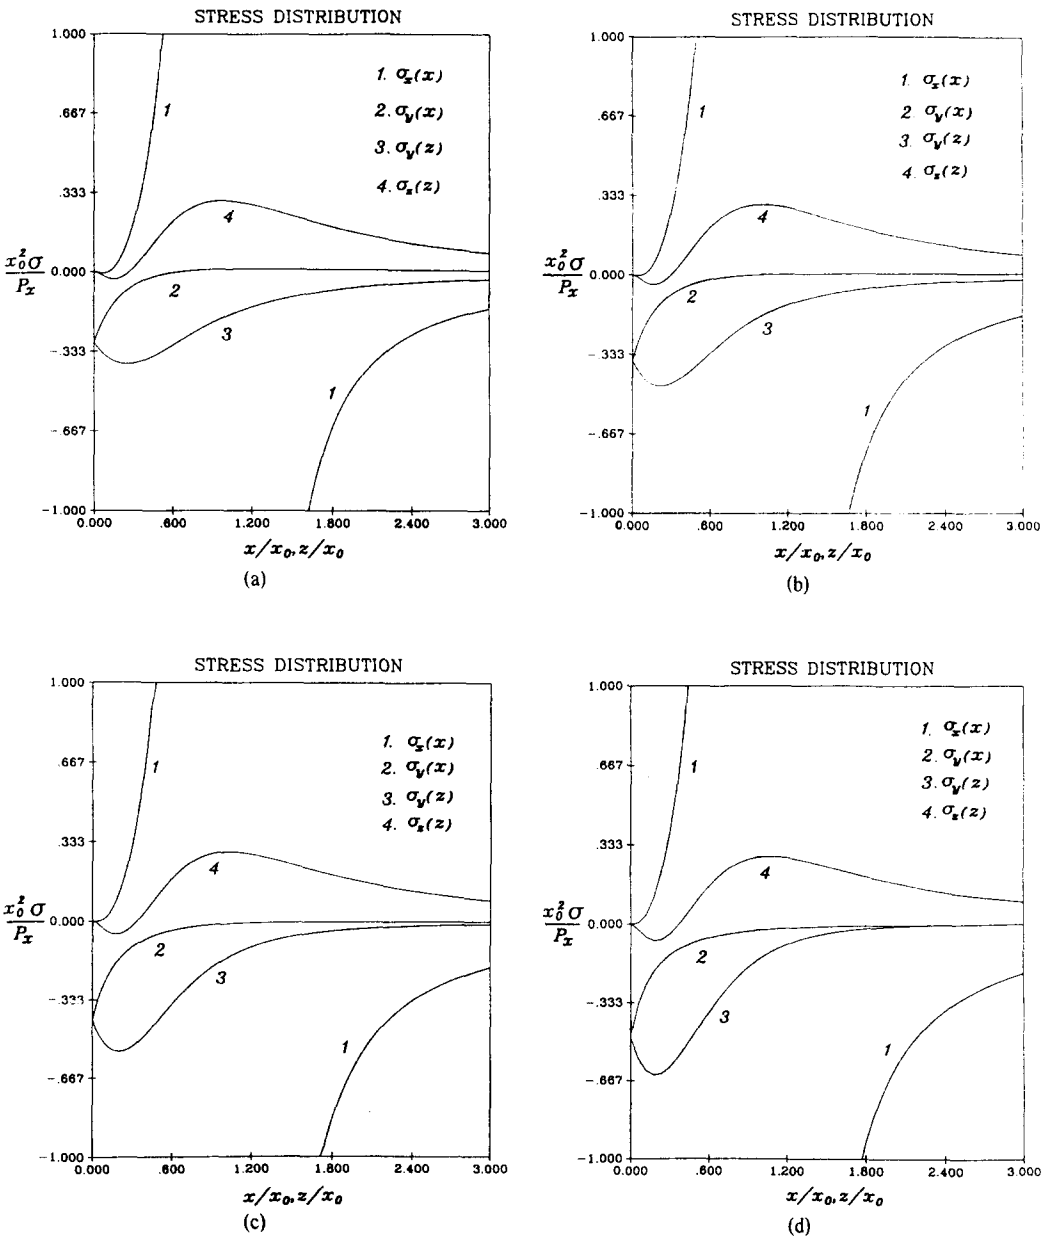 STRESS DISTRIBUTION
1.000
.667
.333
0.000
-.333
-.667
-1.000
x₀²σ
Pₓ
1. σₓ(x)
2. σᵧ(x)
3. σᵧ(z)
4. σ_z(z)
1
4
2
3
1
0.000 .600 1.200 1.800 2.400 3.000
x/x₀, z/x₀
(a)
STRESS DISTRIBUTION
1.000
.667
.333
0.000
-.333
-.667
-1.000
x₀²σ
Pₓ
1. σₓ(x)
2. σᵧ(x)
3. σᵧ(z)
4. σ_z(z)
1
4
2
3
1
0.000 .600 1.200 1.800 2.400 3.000
x/x₀, z/x₀
(b)
STRESS DISTRIBUTION
1.000
.667
.333
0.000
-.333
-.667
-1.000
x₀²σ
Pₓ
1. σₓ(x)
2. σᵧ(x)
3. σᵧ(z)
4. σ_z(z)
1
4
2
3
1
0.000 .600 1.200 1.800 2.400 3.000
x/x₀, z/x₀
(c)
STRESS DISTRIBUTION
1.000
.667
.333
0.000
-.333
-.667
-1.000
x₀²σ
Pₓ
1. σₓ(x)
2. σᵧ(x)
3. σᵧ(z)
4. σ_z(z)
1
4
2
3
1
0.000 .600 1.200 1.800 2.400 3.000
x/x₀, z/x₀
(d)